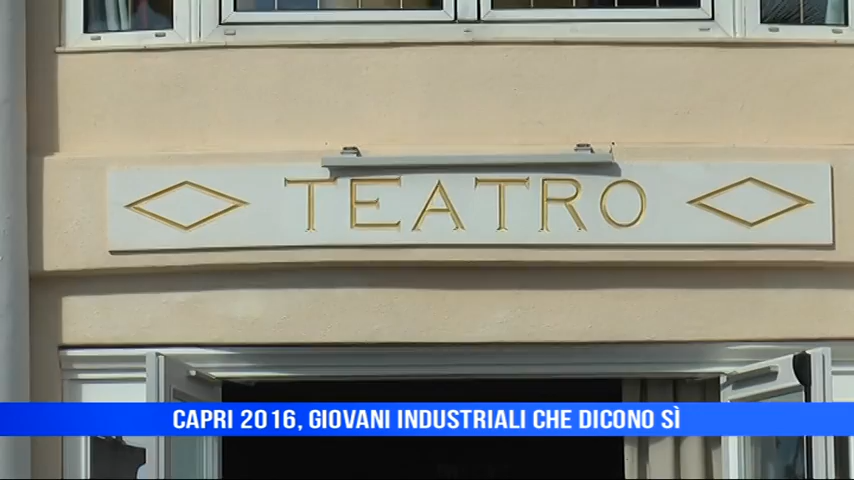 TEATRO
CAPRI 2016, GIOVANI INDUSTRIALI CHE DICONO SÌ